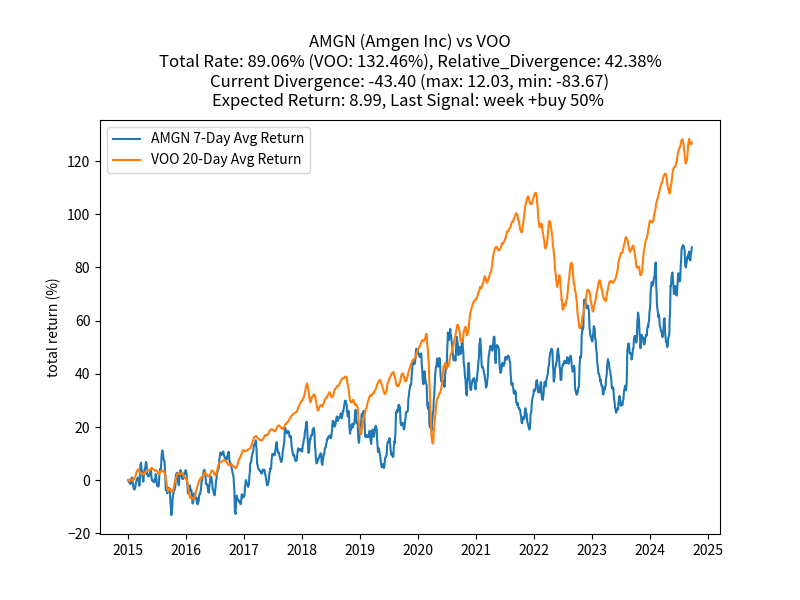 AMGN (Amgen Inc) vs VOO
Total Rate: 89.06% (VOO: 132.46%), Relative_Divergence: 42.38%
Current Divergence: -43.40 (max: 12.03, min: -83.67)
Expected Return: 8.99, Last Signal: week +buy 50%
AMGN 7-Day Avg Return
VOO 20-Day Avg Return
total return (%)
120
100
80
60
40
20
0
−20
2015 2016 2017 2018 2019 2020 2021 2022 2023 2024 2025